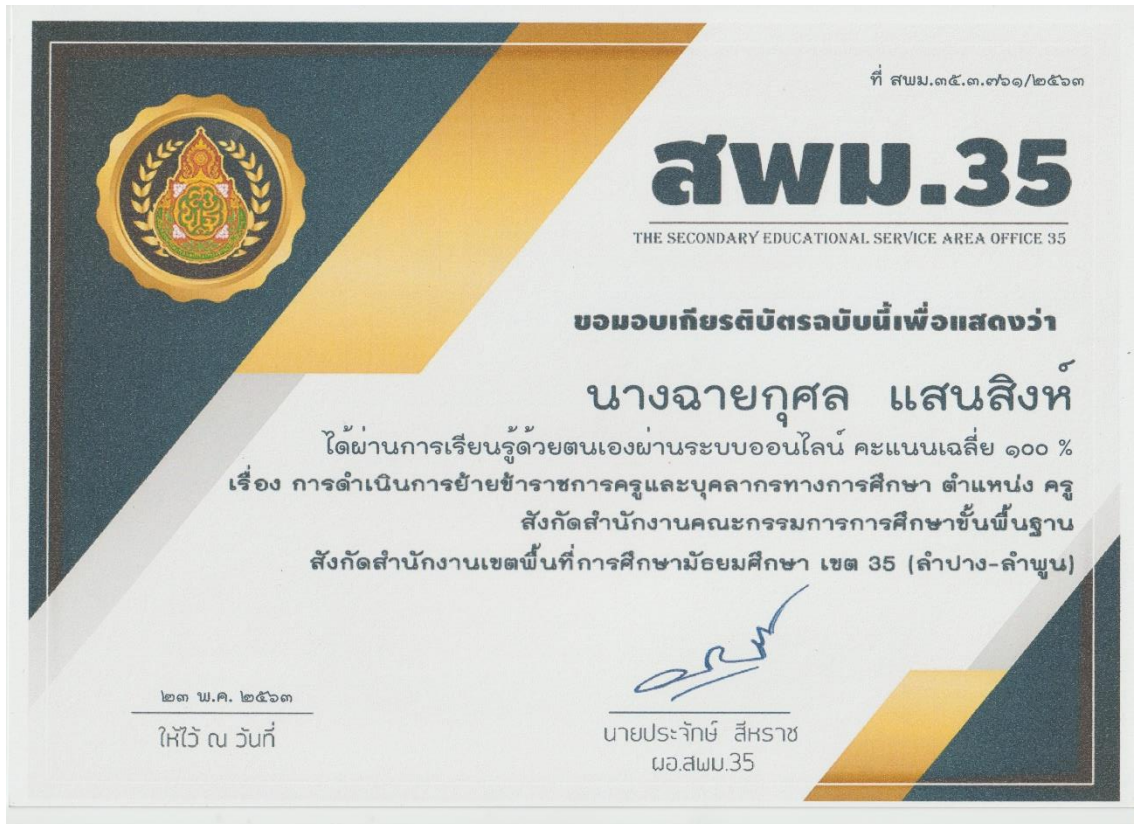 ที่ สพม.๓๕.๓.๗๖๑/๒๕๖๓
สพม.35
THE SECONDARY EDUCATIONAL SERVICE AREA OFFICE 35
ขอมอบเกียรติบัตรฉบับนี้เพื่อแสดงว่า
นางฉายกุศล แสนสิงห์
ได้ผ่านการเรียนรู้ด้วยตนเองผ่านระบบออนไลน์ คะแนนเฉลี่ย ๑๐๐ %
เรื่อง การดำเนินการย้ายข้าราชการครูและบุคลากรทางการศึกษา ตำแหน่ง ครู
สังกัดสำนักงานคณะกรรมการการศึกษาขั้นพื้นฐาน
สังกัดสำนักงานเขตพื้นที่การศึกษามัธยมศึกษา เขต 35 (ลำปาง-ลำพูน)
๒๓ พ.ค. ๒๕๖๓
ให้ไว้ ณ วันที่
นายประจักษ์ สีหราช
ผอ.สพม.35